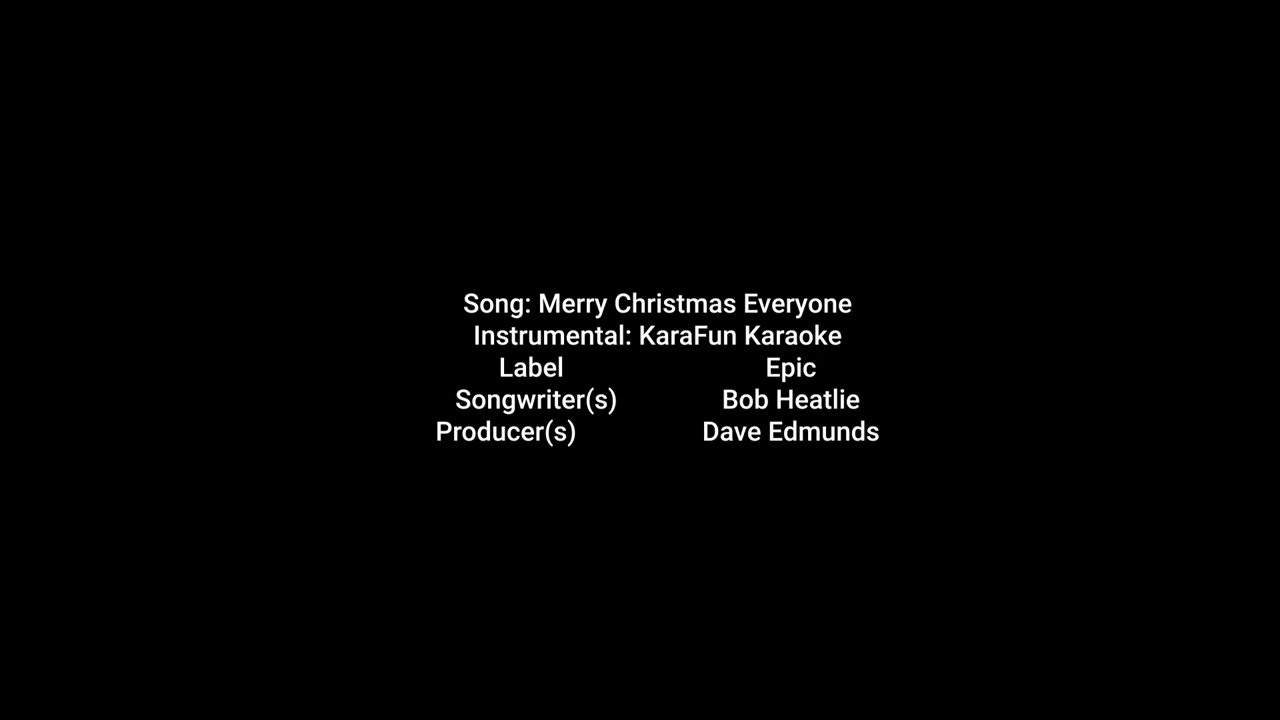 Song: Merry Christmas Everyone
Instrumental: KaraFun Karaoke
Label Epic
Songwriter(s) Bob Heatlie
Producer(s) Dave Edmunds